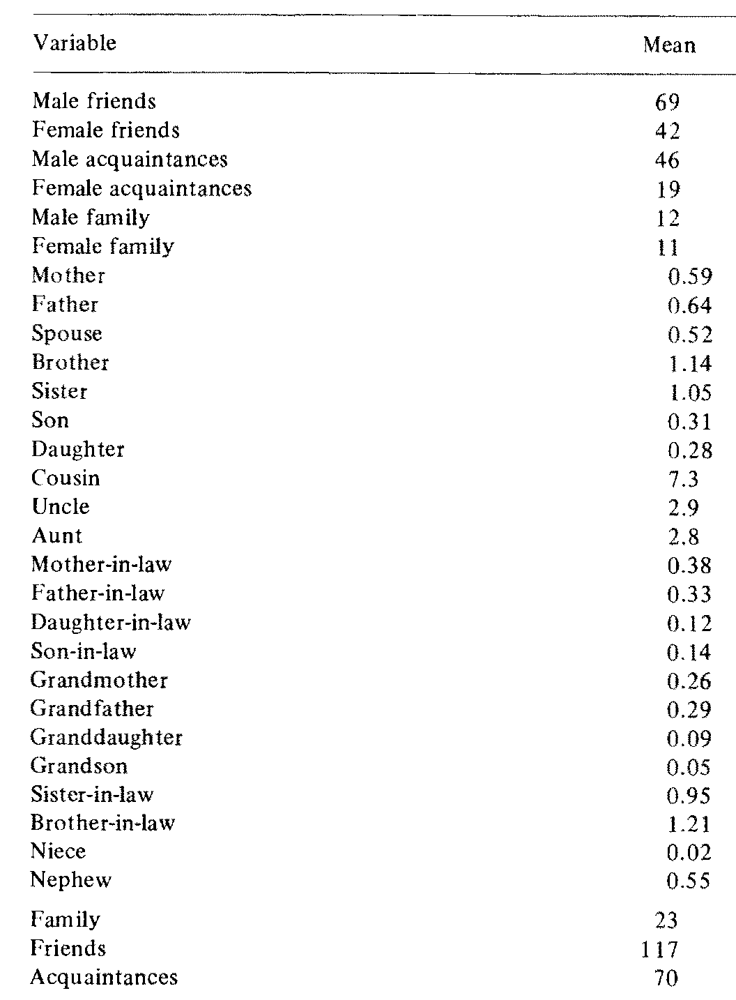 Variable Mean
Male friends 69
Female friends 42
Male acquaintances 46
Female acquaintances 19
Male family 12
Female family 11
Mother 0.59
Father 0.64
Spouse 0.52
Brother 1.14
Sister 1.05
Son 0.31
Daughter 0.28
Cousin 7.3
Uncle 2.9
Aunt 2.8
Mother-in-law 0.38
Father-in-law 0.33
Daughter-in-law 0.12
Son-in-law 0.14
Grandmother 0.26
Grandfather 0.29
Granddaughter 0.09
Grandson 0.05
Sister-in-law 0.95
Brother-in-law 1.21
Niece 0.02
Nephew 0.55
Family 23
Friends 117
Acquaintances 70